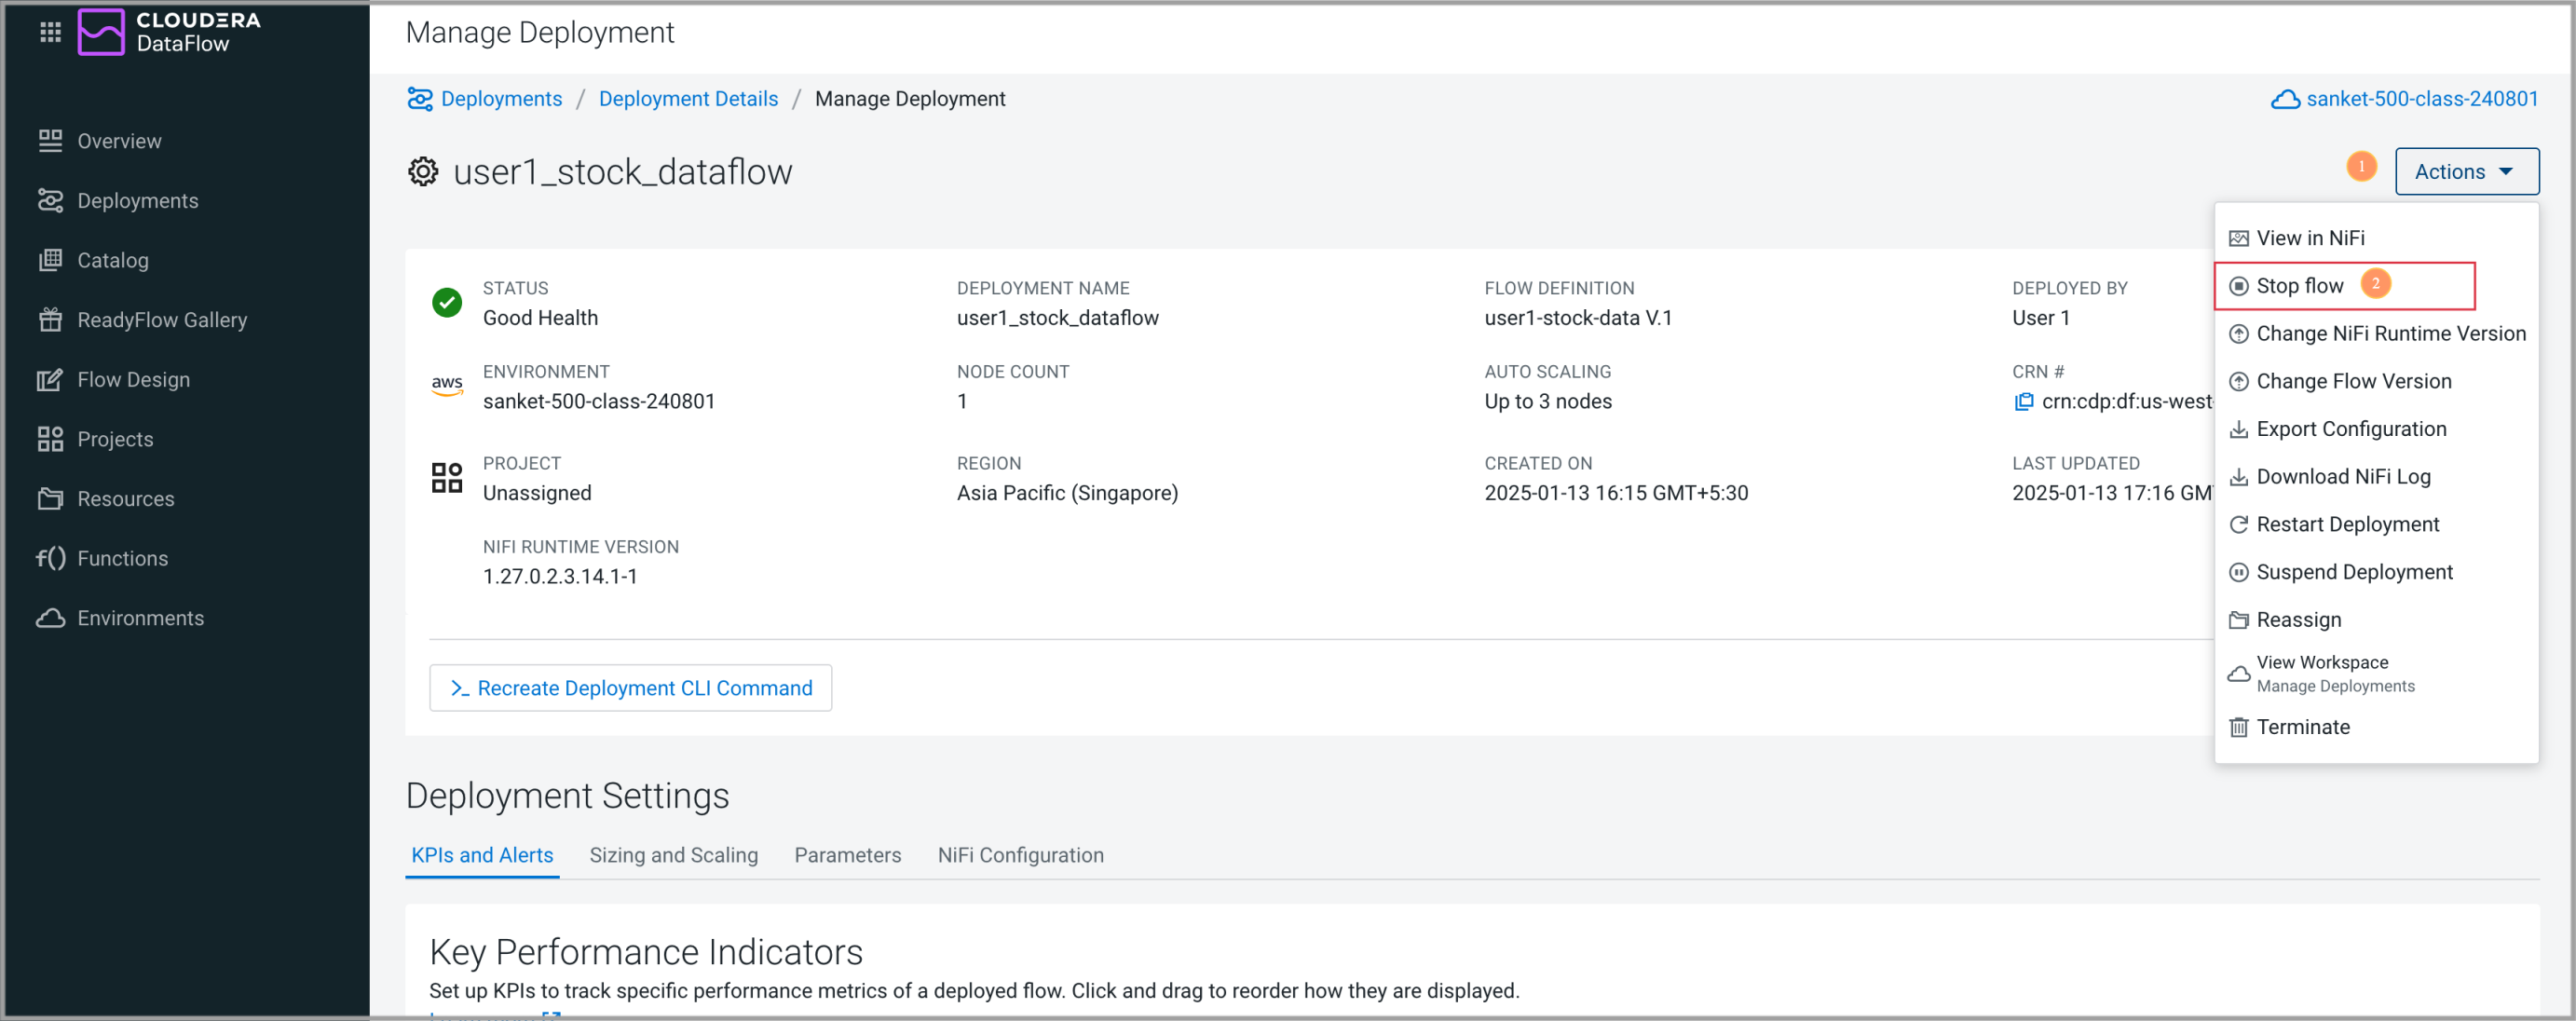 CLOUDERA
DataFlow
Overview
Deployments
Catalog
ReadyFlow Gallery
Flow Design
Projects
Resources
f() Functions
Environments
Manage Deployment
Deployments / Deployment Details / Manage Deployment
sanket-500-class-240801
user1_stock_dataflow
1
Actions
View in NiFi
Stop flow 2
Change NiFi Runtime Version
Change Flow Version
Export Configuration
Download NiFi Log
Restart Deployment
Suspend Deployment
Reassign
View Workspace
Manage Deployments
Terminate
STATUS
Good Health
DEPLOYMENT NAME
user1_stock_dataflow
FLOW DEFINITION
user1-stock-data V.1
DEPLOYED BY
User 1
aws
ENVIRONMENT
sanket-500-class-240801
NODE COUNT
1
AUTO SCALING
Up to 3 nodes
CRN #
crn:cdp:df:us-west-
PROJECT
Unassigned
REGION
Asia Pacific (Singapore)
CREATED ON
2025-01-13 16:15 GMT+5:30
LAST UPDATED
2025-01-13 17:16 GM
NIFI RUNTIME VERSION
1.27.0.2.3.14.1-1
>_ Recreate Deployment CLI Command
Deployment Settings
KPIs and Alerts
Sizing and Scaling
Parameters
NiFi Configuration
Key Performance Indicators
Set up KPIs to track specific performance metrics of a deployed flow. Click and drag to reorder how they are displayed.